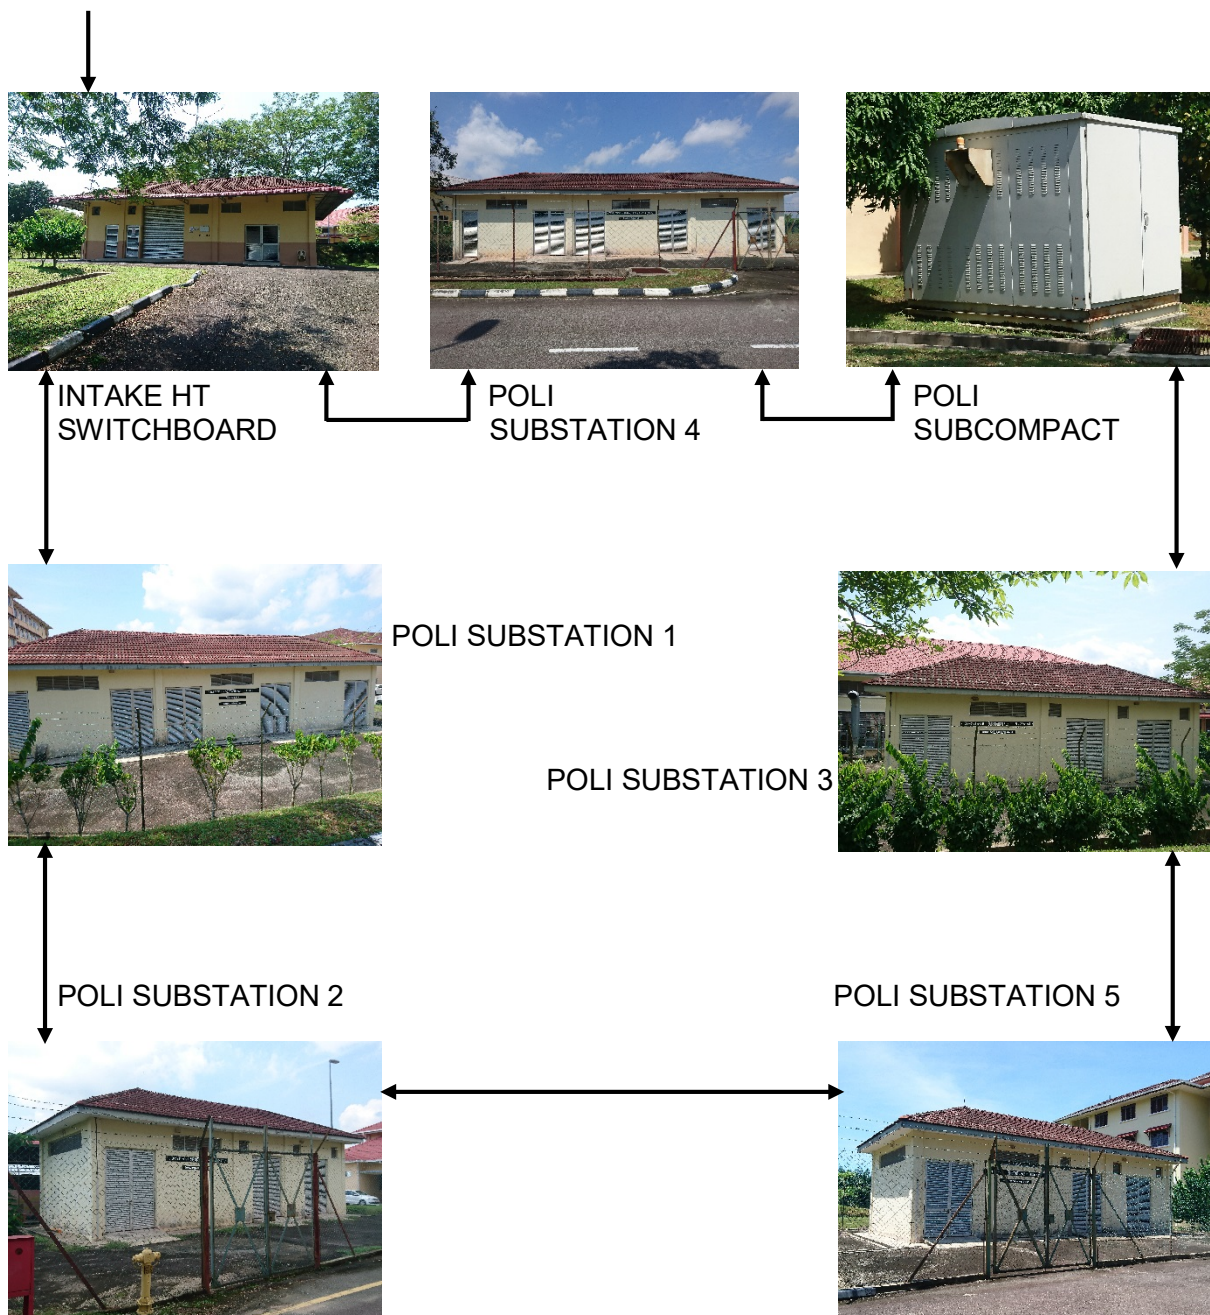 INTAKE HT
SWITCHBOARD
POLI
SUBSTATION 4
POLI
SUBCOMPACT
POLI SUBSTATION 1
POLI SUBSTATION 3
POLI SUBSTATION 2
POLI SUBSTATION 5